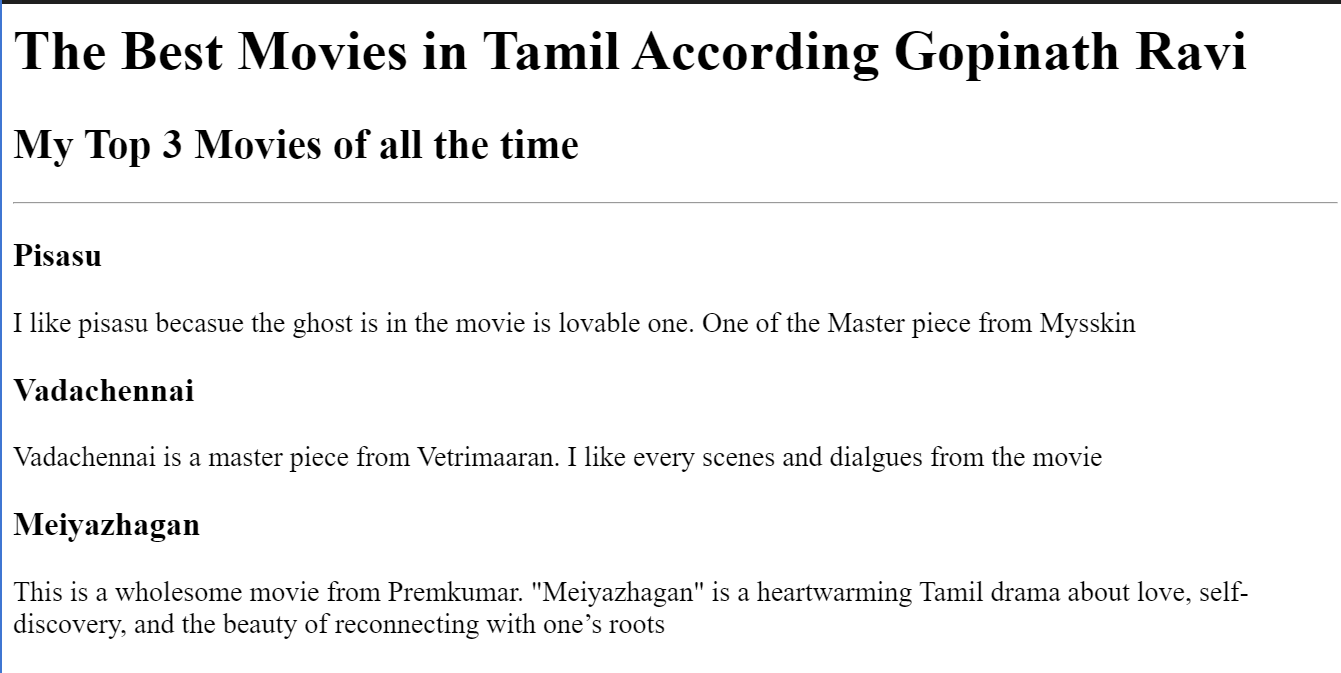 The Best Movies in Tamil According Gopinath Ravi
My Top 3 Movies of all the time
Pisasu
I like pisasu becasue the ghost is in the movie is lovable one. One of the Master piece from Mysskin
Vadachennai
Vadachennai is a master piece from Vetrimaaran. I like every scenes and dialgues from the movie
Meiyazhagan
This is a wholesome movie from Premkumar. "Meiyazhagan" is a heartwarming Tamil drama about love, self-
discovery, and the beauty of reconnecting with one’s roots